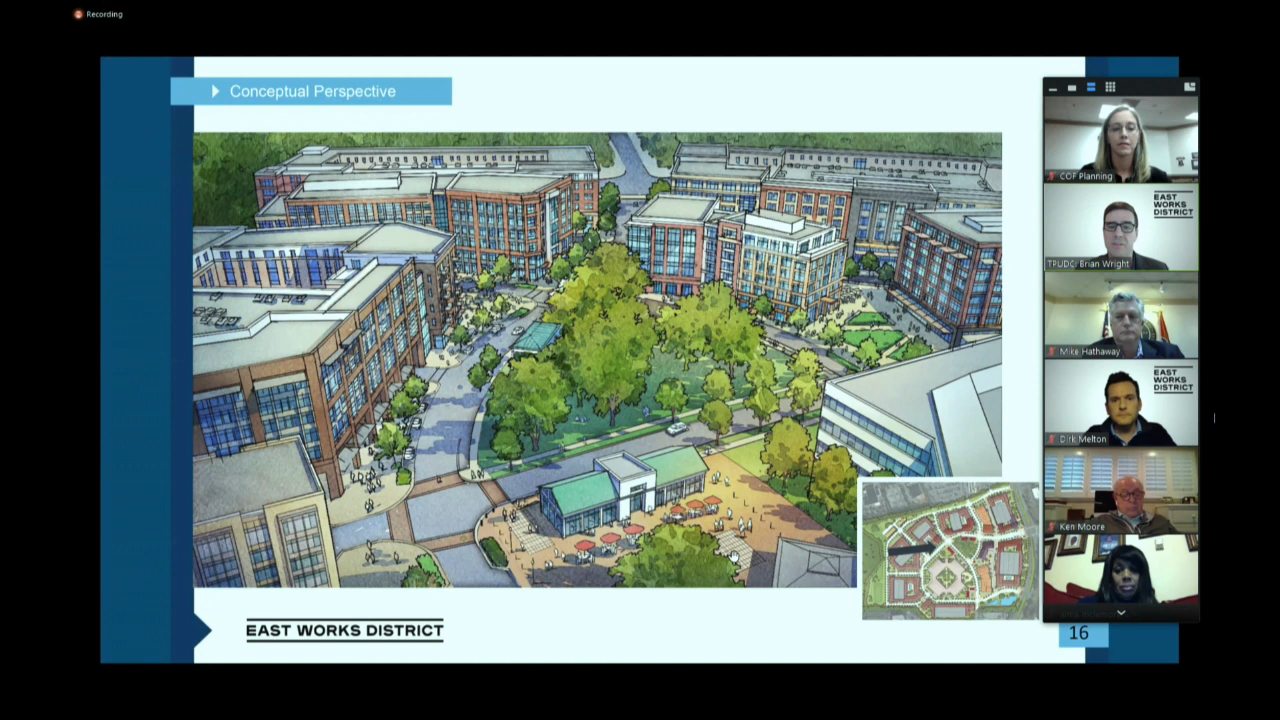 Recording
Conceptual Perspective
COF Planning
EAST
WORKS
DISTRICT
TPUDC: Brian Wright
Mike Hathaway
EAST
WORKS
DISTRICT
Dirk Melton
Ken Moore
EAST WORKS DISTRICT
16